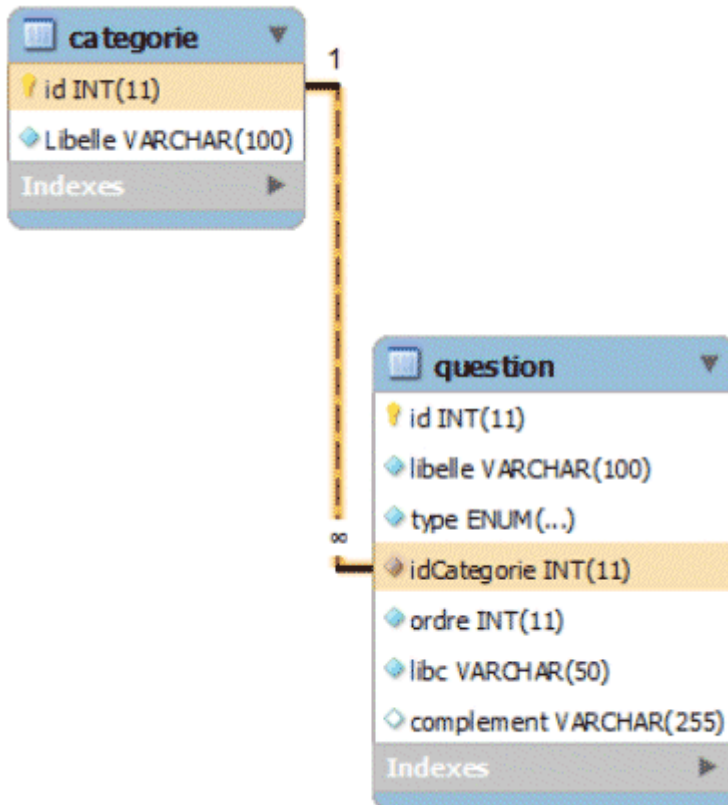 categorie
id INT(11)
Libelle VARCHAR(100)
Indexes
1
∞
question
id INT(11)
libelle VARCHAR(100)
type ENUM(...)
idCategorie INT(11)
ordre INT(11)
libc VARCHAR(50)
complement VARCHAR(255)
Indexes